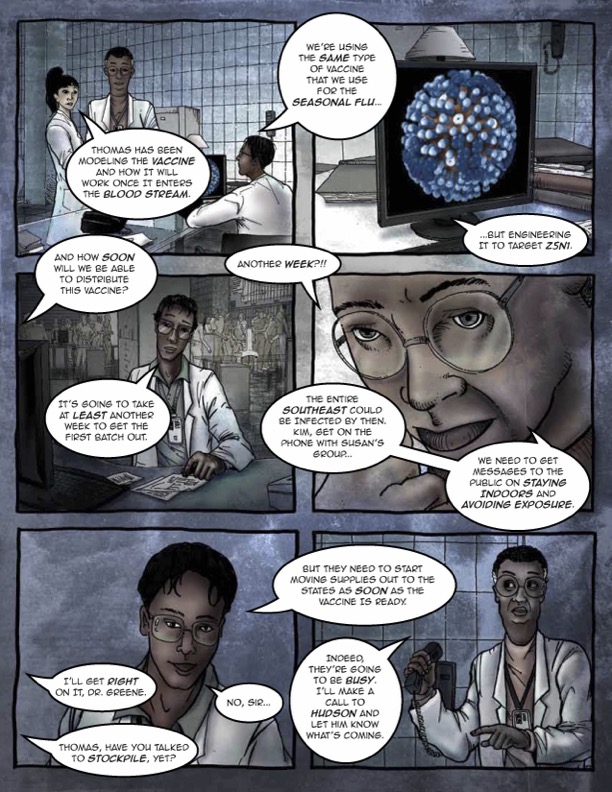 THOMAS HAS BEEN
MODELING THE VACCINE
AND HOW IT WILL
WORK ONCE IT ENTERS
THE BLOOD STREAM.
WE'RE USING
THE SAME TYPE
OF VACCINE
THAT WE USE
FOR THE
SEASONAL FLU...
...BUT ENGINEERING
IT TO TARGET Z5N1.
AND HOW SOON
WILL WE BE ABLE
TO DISTRIBUTE
THIS VACCINE?
IT'S GOING TO TAKE
AT LEAST ANOTHER
WEEK TO GET THE
FIRST BATCH OUT.
ANOTHER WEEK?!!
THE ENTIRE
SOUTHEAST COULD
BE INFECTED BY THEN.
KIM, GET ON THE
PHONE WITH SUSAN'S
GROUP...
WE NEED TO GET
MESSAGES TO THE
PUBLIC ON STAYING
INDOORS AND
AVOIDING EXPOSURE.
I'LL GET RIGHT
ON IT, DR. GREENE.
THOMAS, HAVE YOU TALKED
TO STOCKPILE, YET?
NO, SIR...
BUT THEY NEED TO START
MOVING SUPPLIES OUT TO THE
STATES AS SOON AS THE
VACCINE IS READY.
INDEED,
THEY'RE GOING
TO BE BUSY.
I'LL MAKE A
CALL TO
HUDSON AND
LET HIM KNOW
WHAT'S COMING.